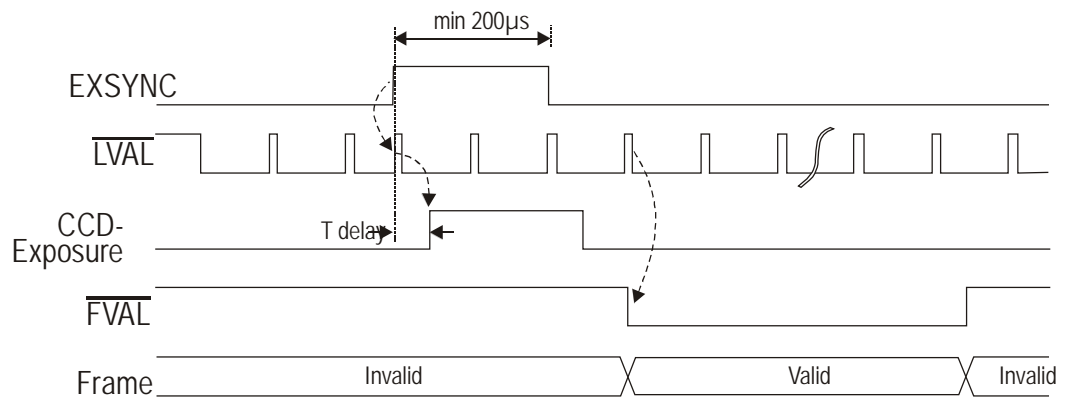 min 200µs
EXSYNC
LVAL
CCD-
Exposure
T delay
FVAL
Frame
Invalid
Valid
Invalid